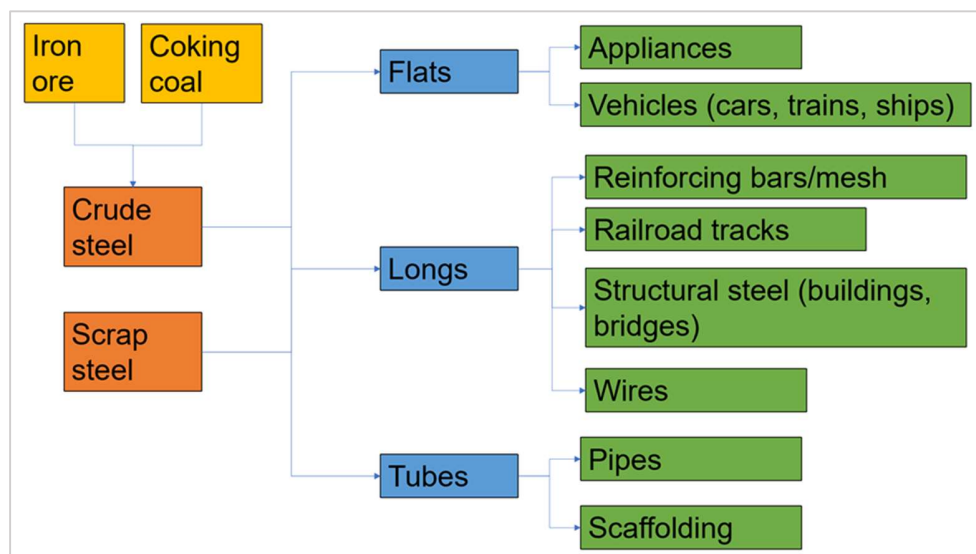 Iron
ore
Coking
coal
Crude
steel
Scrap
steel
Flats
Longs
Tubes
Appliances
Vehicles (cars, trains, ships)
Reinforcing bars/mesh
Railroad tracks
Structural steel (buildings,
bridges)
Wires
Pipes
Scaffolding